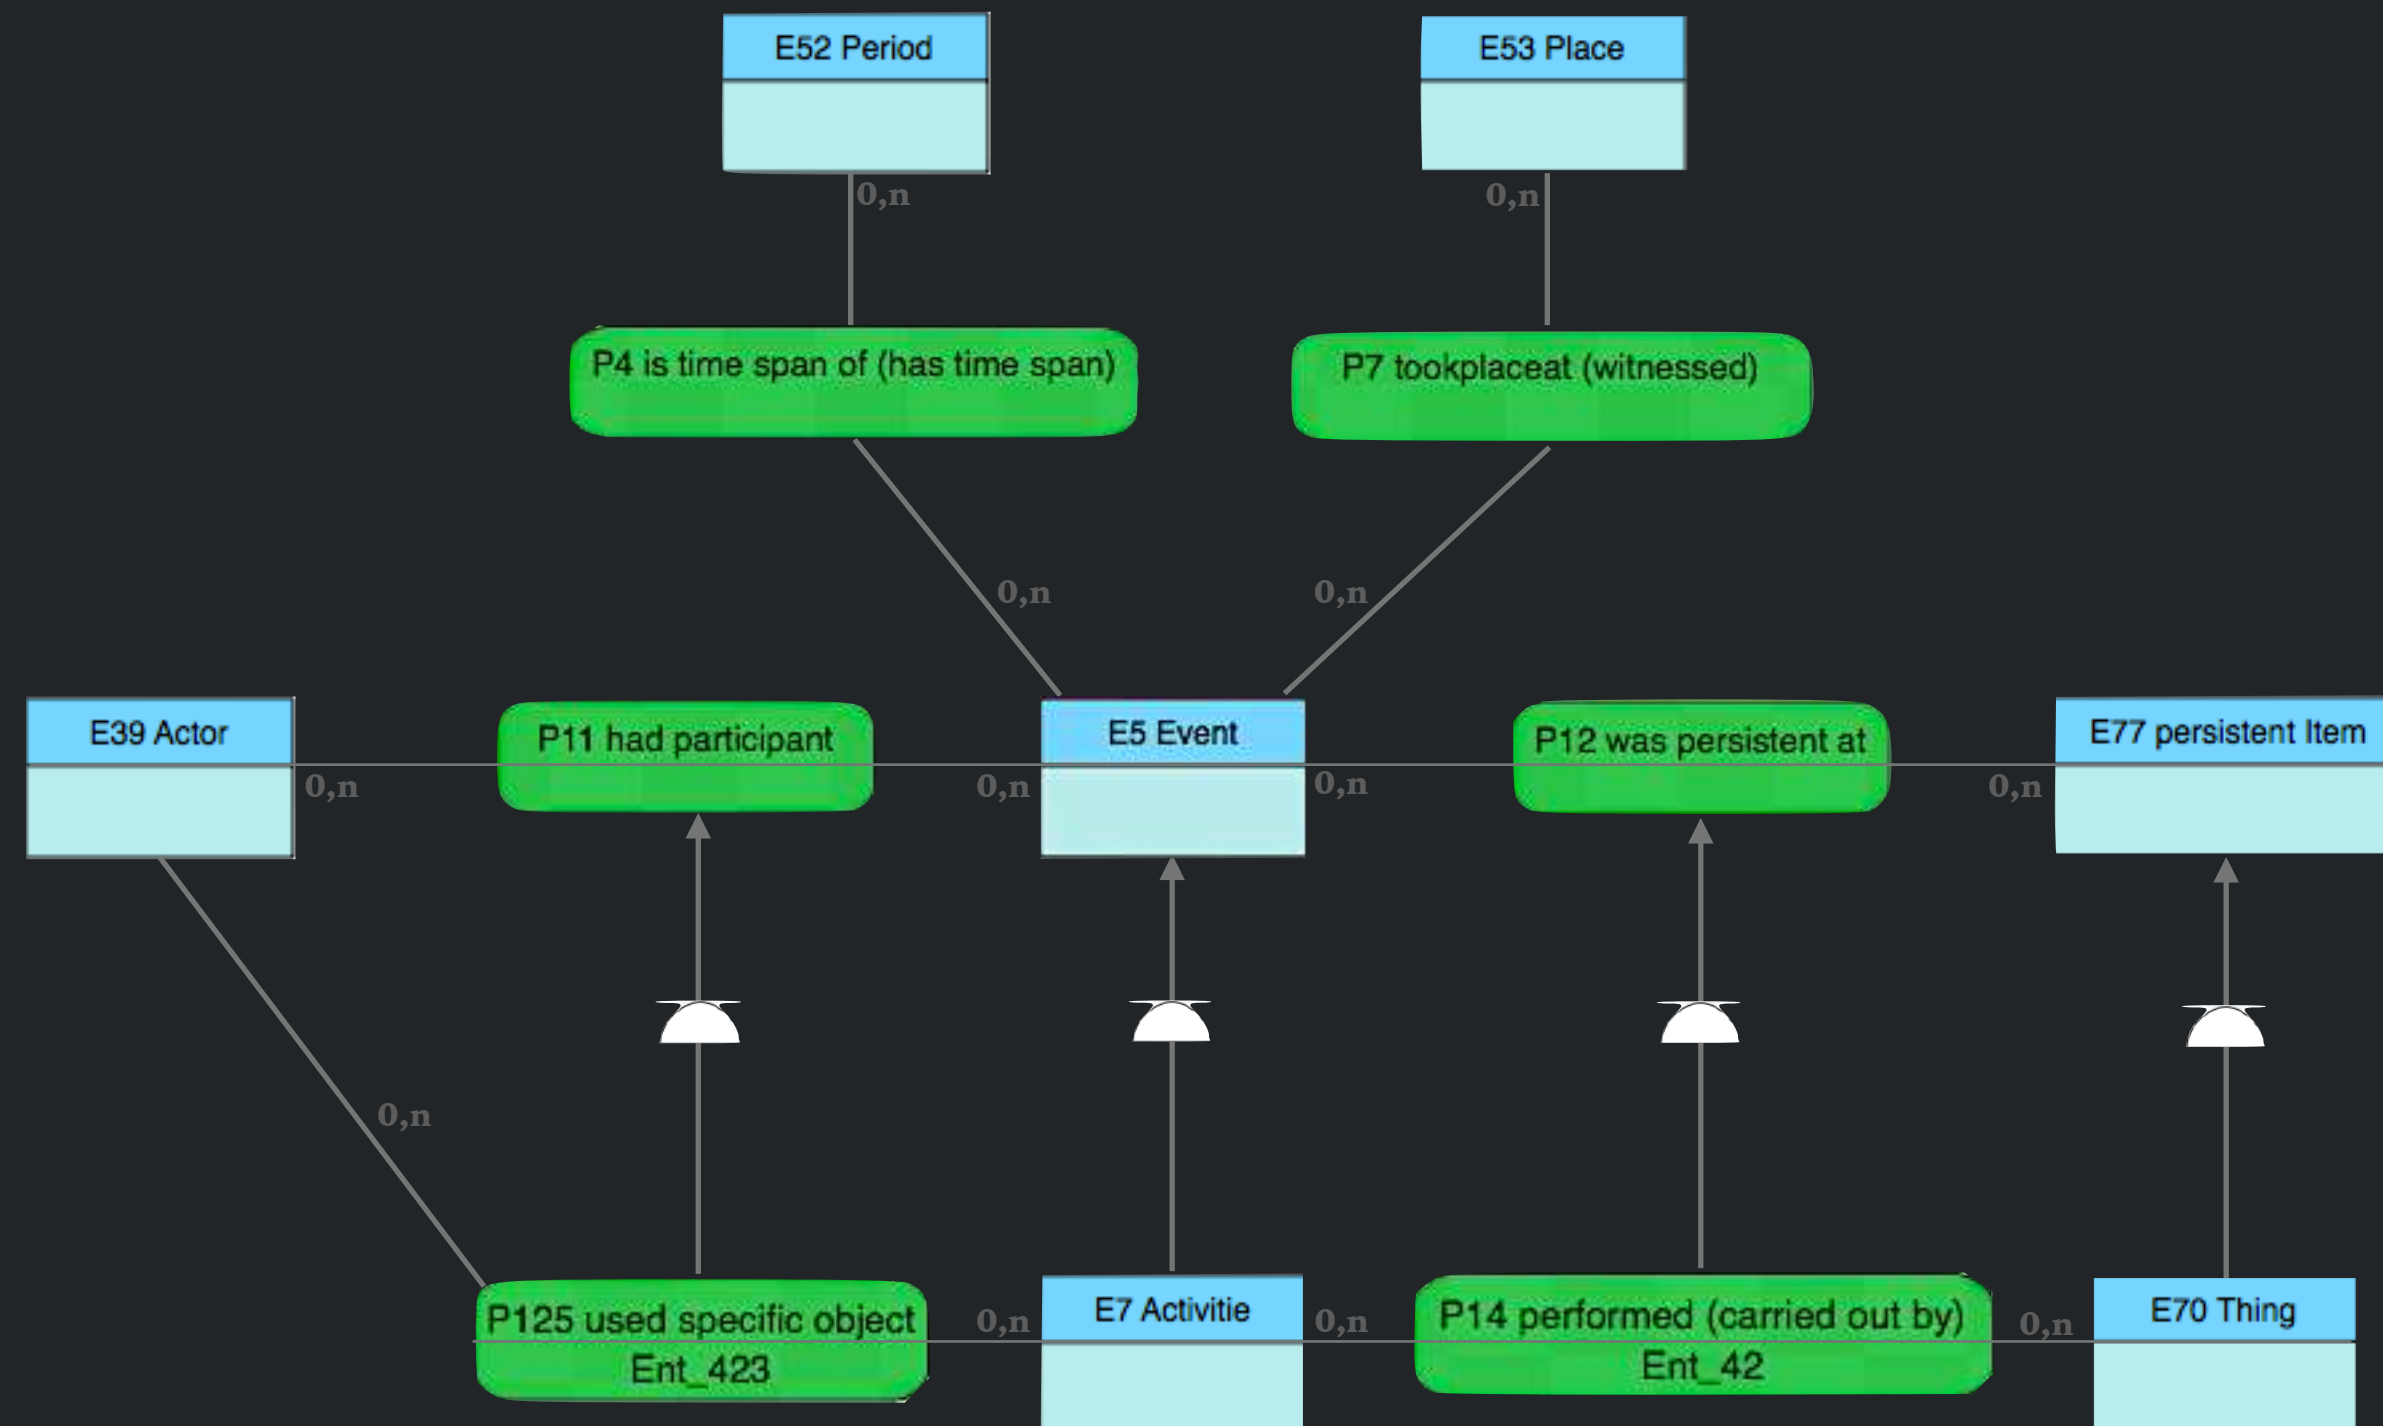 E52 Period
E53 Place
0,n
0,n
P4 is time span of (has time span)
P7 tookplaceat (witnessed)
0,n
0,n
E39 Actor
P11 had participant
E5 Event
P12 was persistent at
E77 persistent Item
0,n
0,n
0,n
0,n
0,n
P125 used specific object
Ent_423
0,n
E7 Activitie
0,n
P14 performed (carried out by)
Ent_42
0,n
E70 Thing